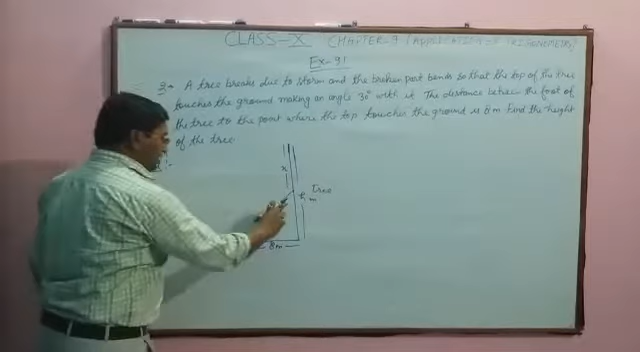 CLASS-X CHAPTER-9 (APPLICATION OF TRIGONOMETRY)
Ex-9.1
A tree breaks due to storm and the broken part bends so that the top of the tree
touches the ground making an angle 30° with it. The distance between the foot of
the tree to the point where the top touches the ground is 8m. Find the height
of the tree.
x
Tree
h m
8m